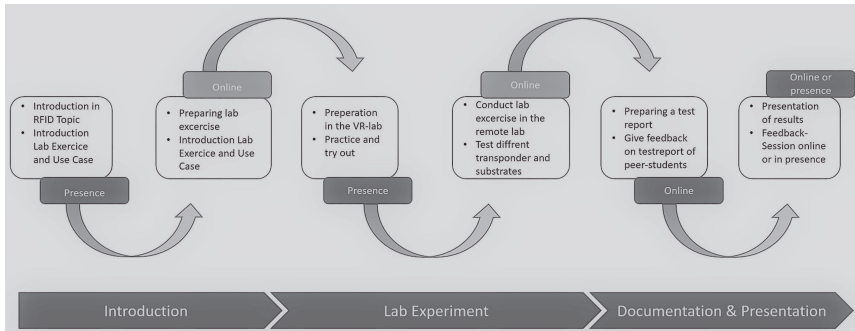 • Introduction in
RFID Topic
• Introduction
Lab Exercice
and Use Case
Presence
Online
• Preparing lab
excercise
• Introduction Lab
Exercice and Use
Case
• Preperation
in the VR-lab
• Practice and
try out
Presence
Online
• Conduct lab
excercise in the
remote lab
• Test diffrent
transponder and
substrates
• Preparing a test
report
• Give feedback
on testreport of
peer-students
Online
Online or
presence
• Presentation
of results
• Feedback-
Session online
or in presence
Introduction
Lab Experiment
Documentation & Presentation